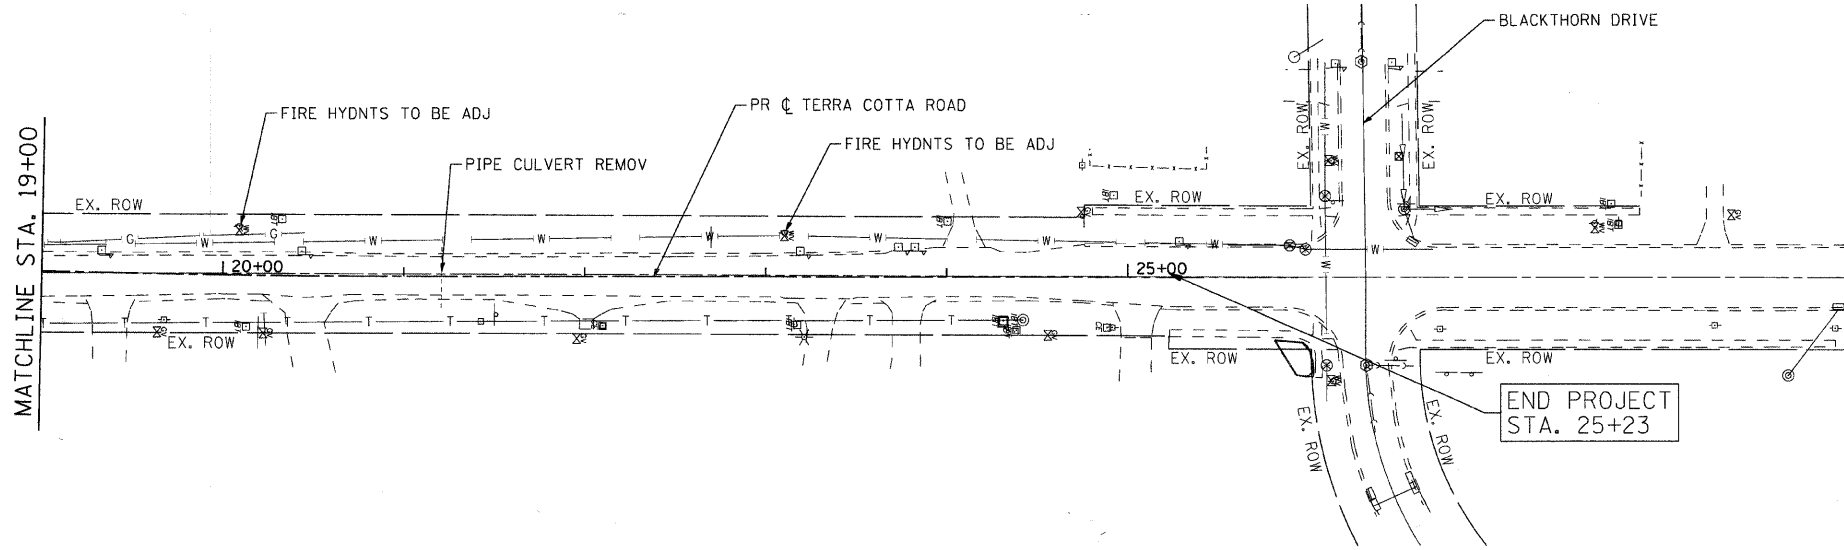 BLACKTHORN DRIVE
FIRE HYDNTS TO BE ADJ
PR ℄ TERRA COTTA ROAD
FIRE HYDNTS TO BE ADJ
PIPE CULVERT REMOV
MATCHLINE STA. 19+00
EX. ROW
EX. ROW
EX. ROW
EX. ROW
EX. ROW
W
G
G
W
W
W
W
W
W
W
W
W
W
20+00
25+00
T
T
T
T
T
T
T
T
T
T
T
T
EX. ROW
EX. ROW
EX. ROW
END PROJECT
STA. 25+23
EX. ROW
EX. ROW